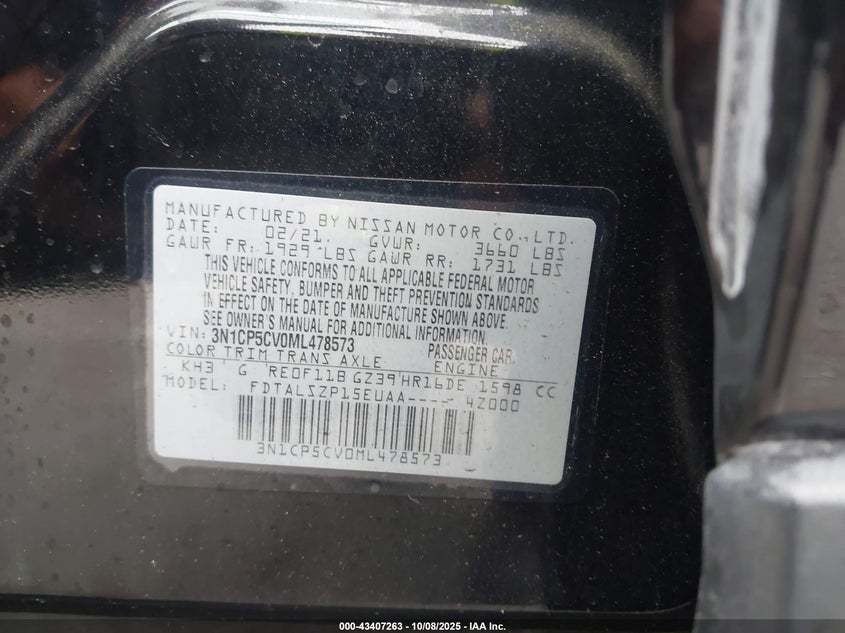 MANUFACTURED BY NISSAN MOTOR CO., LTD.
DATE: 02/21. GVWR: 3660 LBS
GAWR FR: 1929 LBS GAWR RR: 1731 LBS
THIS VEHICLE CONFORMS TO ALL APPLICABLE FEDERAL MOTOR
VEHICLE SAFETY, BUMPER AND THEFT PREVENTION STANDARDS
IN EFFECT ON THE DATE OF MANUFACTURE SHOWN ABOVE.
SEE OWNER'S MANUAL FOR ADDITIONAL INFORMATION.
VIN: 3N1CP5CV0ML478573 PASSENGER CAR
COLOR TRIM TRANS AXLE ENGINE
KH3 G RE0F11B GZ39 HR16DE 1598 CC
MODEL: FDTALSZP15EUAA---- 4Z000
3N1CP5CV0ML478573
000-43407263 - 10/08/2025 - IAA Inc.